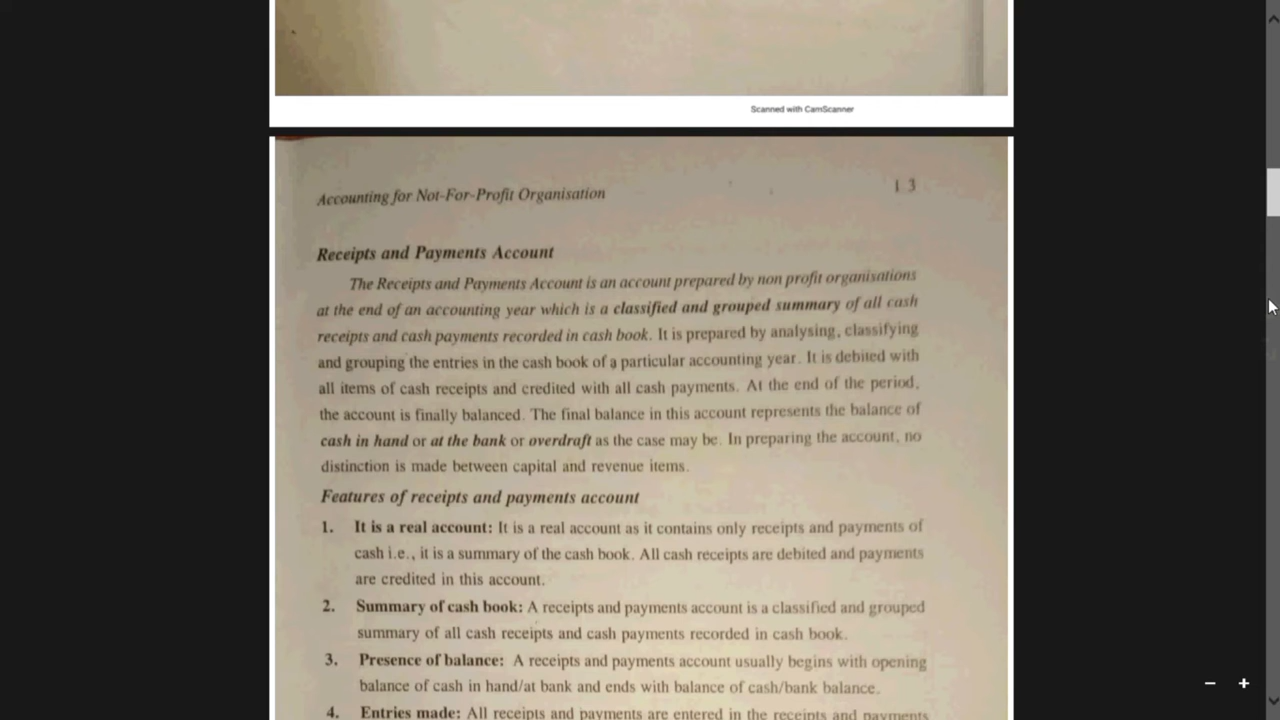 Scanned with CamScanner
Accounting for Not-For-Profit Organisation 13
Receipts and Payments Account
The Receipts and Payments Account is an account prepared by non profit organisations
at the end of an accounting year which is a classified and grouped summary of all cash
receipts and cash payments recorded in cash book. It is prepared by analysing, classifying
and grouping the entries in the cash book of a particular accounting year. It is debited with
all items of cash receipts and credited with all cash payments. At the end of the period,
the account is finally balanced. The final balance in this account represents the balance of
cash in hand or at the bank or overdraft as the case may be. In preparing the account, no
distinction is made between capital and revenue items.
Features of receipts and payments account
1. It is a real account: It is a real account as it contains only receipts and payments of
cash i.e., it is a summary of the cash book. All cash receipts are debited and payments
are credited in this account.
2. Summary of cash book: A receipts and payments account is a classified and grouped
summary of all cash receipts and cash payments recorded in cash book.
3. Presence of balance: A receipts and payments account usually begins with opening
balance of cash in hand/at bank and ends with balance of cash/bank balance.
4. Entries made: All receipts and payments are entered in the receipts and payments